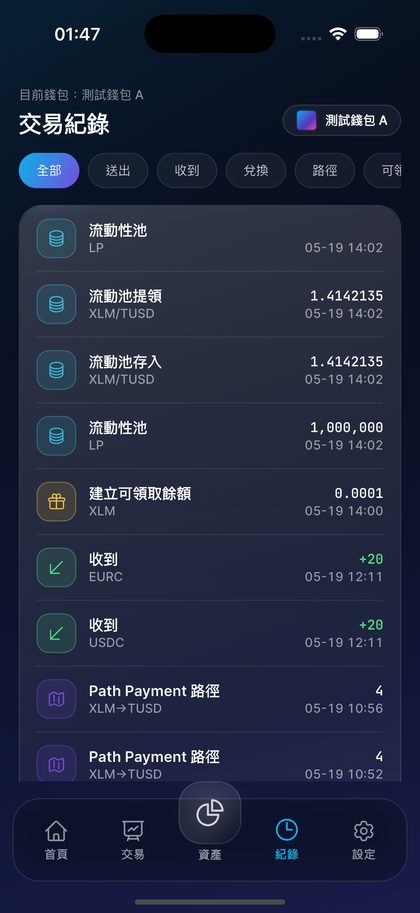 01:47
目前錢包：測試錢包 A
交易紀錄
測試錢包 A
全部
送出
收到
兌換
路徑
流動性池
LP
05-19 14:02
流動池提領
1.4142135
XLM/TUSD
05-19 14:02
流動池存入
1.4142135
XLM/TUSD
05-19 14:02
流動性池
1,000,000
LP
05-19 14:02
建立可領取餘額
0.0001
XLM
05-19 14:00
收到
+20
EURC
05-19 12:11
收到
+20
USDC
05-19 12:11
Path Payment 路徑
4
XLM→TUSD
05-19 10:56
Path Payment 路徑
4
XLM→TUSD
05-19 10:52
首頁
交易
資產
紀錄
設定